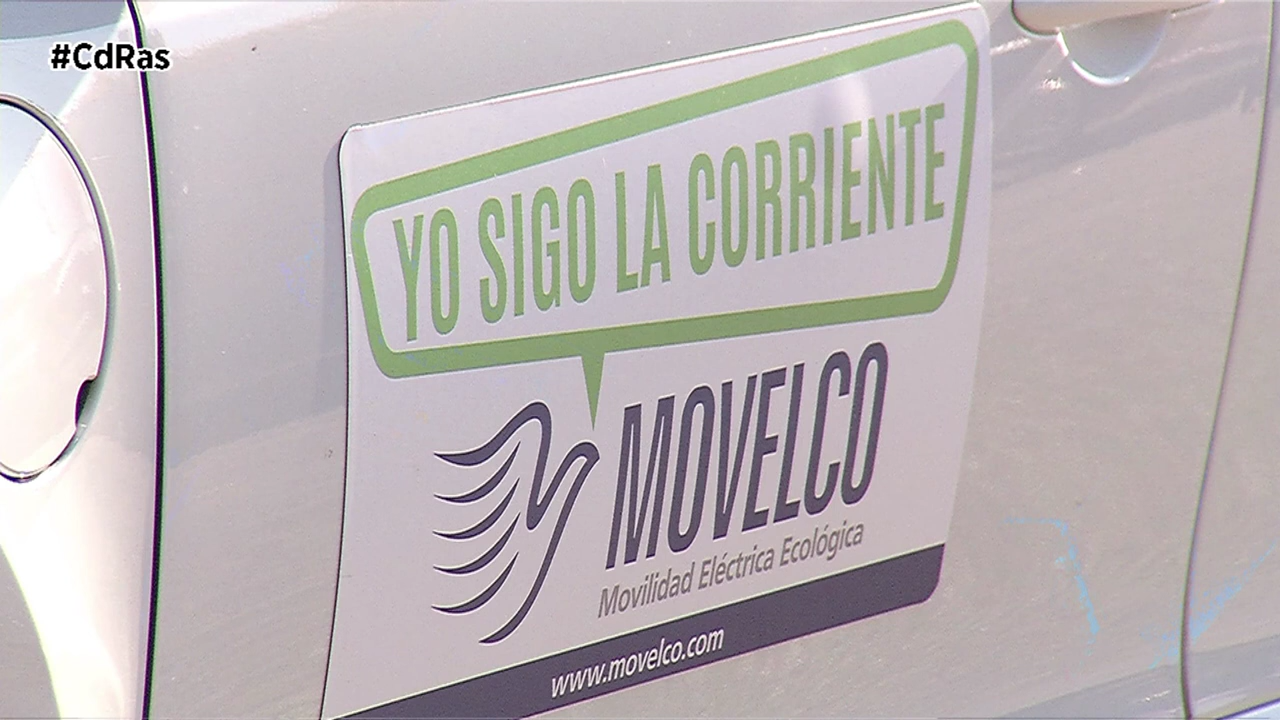 #CdRas
YO SIGO LA CORRIENTE
MOVELCO
Movilidad Eléctrica Ecológica
www.movelco.com